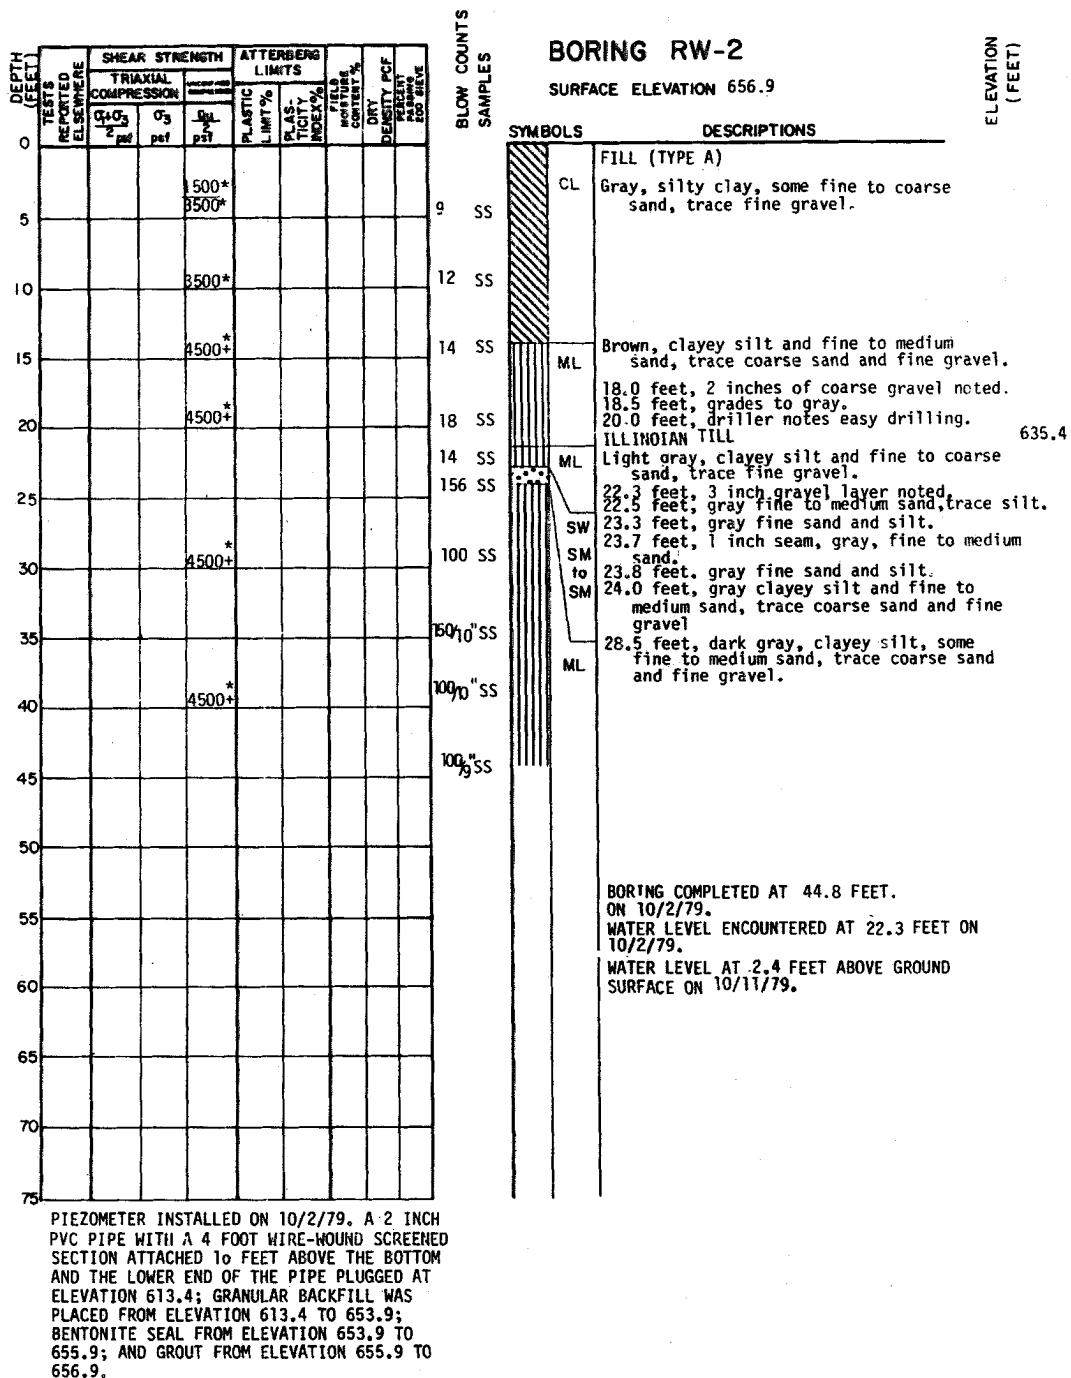 BORING RW-2
SURFACE ELEVATION 656.9
DEPTH (FEET)
TESTS REPORTED ELSEWHERE
SHEAR STRENGTH
TRIAXIAL COMPRESSION
σ1+σ3
2
psf
σ3
psf
psf
ATTERBERG LIMITS
PLASTIC LIMIT%
PLAS-TICITY INDEX%
FIELD MOISTURE CONTENT %
DRY DENSITY PCF
PERCENT PASSING 200 SIEVE
BLOW COUNTS
SAMPLES
SYMBOLS
DESCRIPTIONS
ELEVATION (FEET)
0
FILL (TYPE A)
CL Gray, silty clay, some fine to coarse
sand, trace fine gravel.
1500*
3500*
5 9 SS
3500*
10 12 SS
*
4500+
15 14 SS
ML Brown, clayey silt and fine to medium
sand, trace coarse sand and fine gravel.
18.0 feet, 2 inches of coarse gravel noted.
18.5 feet, grades to gray.
20.0 feet, driller notes easy drilling.
*
4500+
20 18 SS
ILLINOIAN TILL 635.4
14 SS
ML Light gray, clayey silt and fine to coarse
sand, trace fine gravel.
156 SS
25
22.3 feet, 3 inch gravel layer noted.
22.5 feet, gray fine to medium sand,trace silt.
SW 23.3 feet, gray fine sand and silt.
23.7 feet, 1 inch seam, gray, fine to medium
SM sand.
to 23.8 feet. gray fine sand and silt.
SM 24.0 feet, gray clayey silt and fine to
medium sand, trace coarse sand and fine
gravel
*
4500+
30 100 SS
28.5 feet, dark gray, clayey silt, some
ML fine to medium sand, trace coarse sand
and fine gravel.
35 150/10" SS
*
4500+
100/10" SS
40
100/9" SS
45
50
BORING COMPLETED AT 44.8 FEET.
ON 10/2/79.
55 WATER LEVEL ENCOUNTERED AT 22.3 FEET ON
10/2/79.
WATER LEVEL AT 2.4 FEET ABOVE GROUND
60 SURFACE ON 10/11/79.
65
70
75
PIEZOMETER INSTALLED ON 10/2/79. A 2 INCH
PVC PIPE WITH A 4 FOOT WIRE-WOUND SCREENED
SECTION ATTACHED 1o FEET ABOVE THE BOTTOM
AND THE LOWER END OF THE PIPE PLUGGED AT
ELEVATION 613.4; GRANULAR BACKFILL WAS
PLACED FROM ELEVATION 613.4 TO 653.9;
BENTONITE SEAL FROM ELEVATION 653.9 TO
655.9; AND GROUT FROM ELEVATION 655.9 TO
656.9.